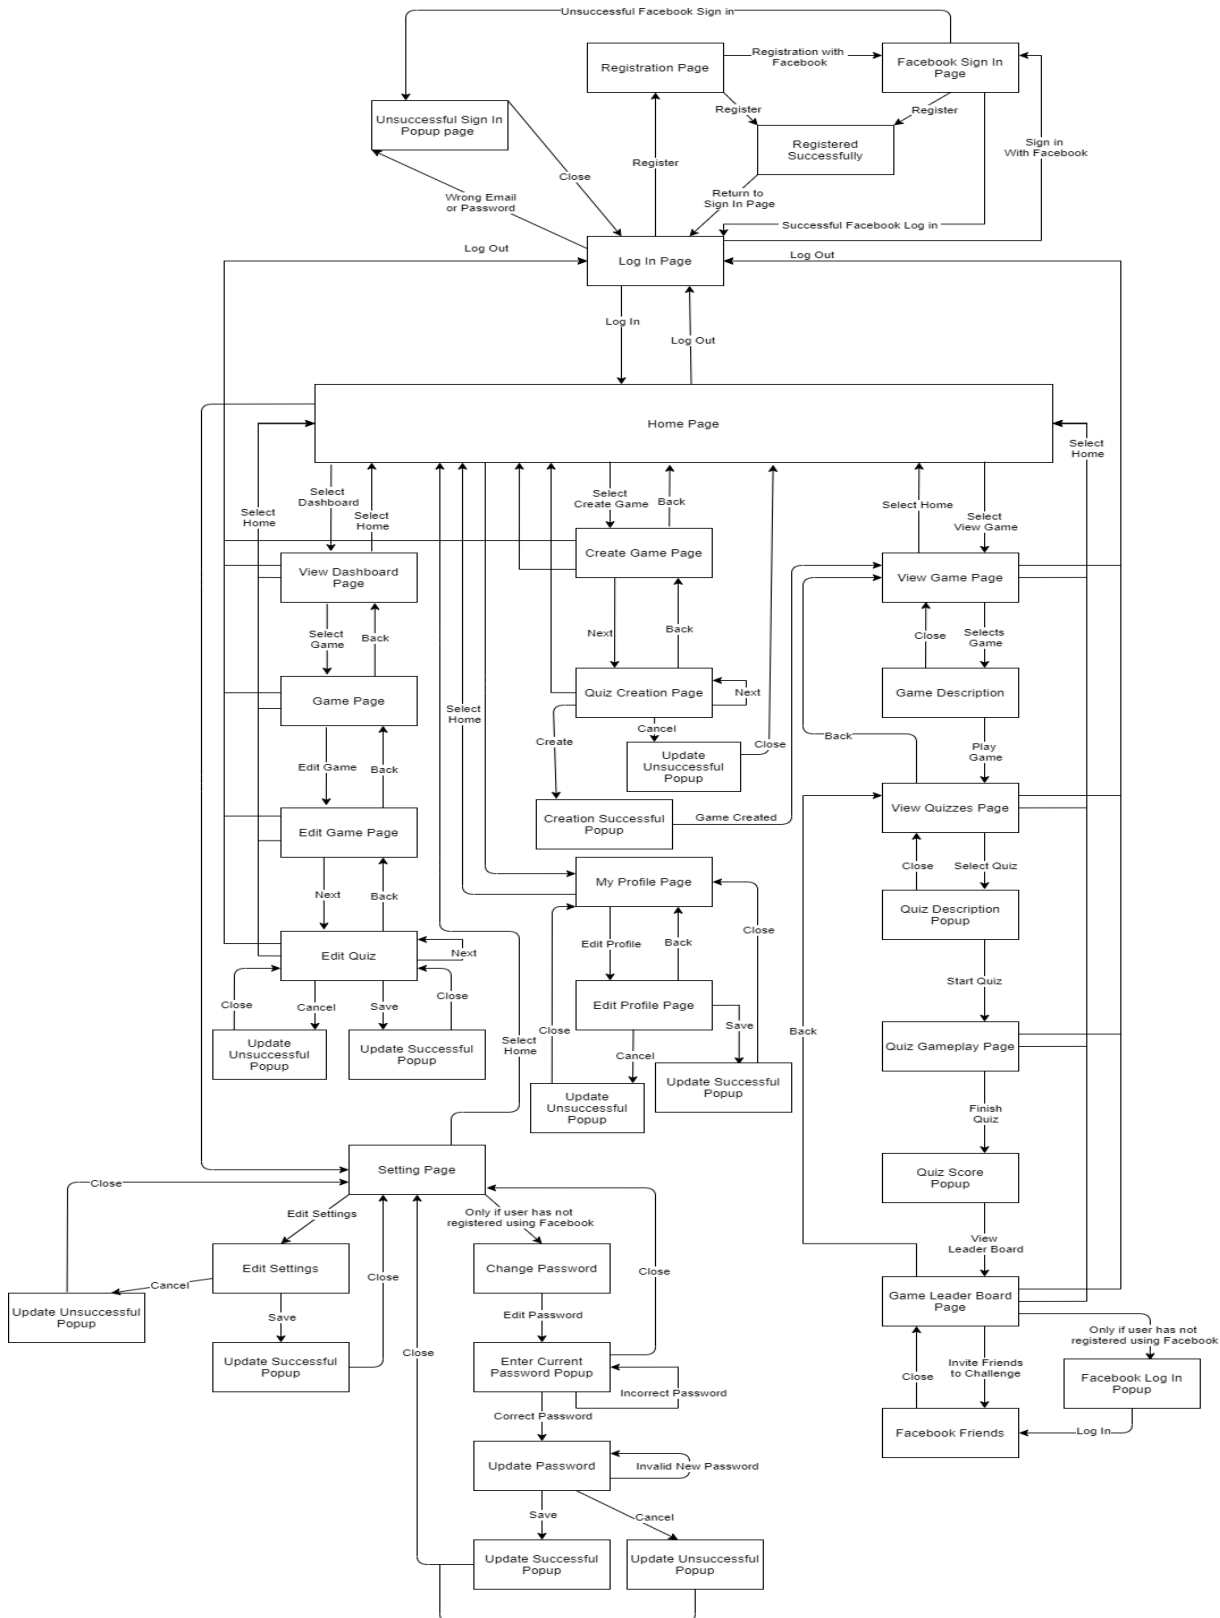 Unsuccessful Facebook Sign in
Registration Page
Registration with
Facebook
Facebook Sign In
Page
Unsuccessful Sign In
Popup page
Register
Register
Registered
Successfully
Sign in
With Facebook
Register
Close
Wrong Email
or Password
Return to
Sign In Page
Successful Facebook Log in
Log Out
Log In Page
Log Out
Log In
Log Out
Home Page
Select
Home
Select
Dashboard
Select
Home
Select
Home
Select
Create Game
Back
Select Home
Select
View Game
Create Game Page
View Dashboard
Page
View Game Page
Select
Game
Back
Next
Back
Close
Selects
Game
Game Page
Quiz Creation Page
Next
Game Description
Select
Home
Cancel
Create
Close
Back
Play
Game
Edit Game
Back
Update
Unsuccessful
Popup
Edit Game Page
Creation Successful
Popup
Game Created
View Quizzes Page
Close
Select Quiz
Next
Back
My Profile Page
Quiz Description
Popup
Edit Quiz
Next
Edit Profile
Back
Close
Start Quiz
Close
Cancel
Save
Close
Edit Profile Page
Update
Unsuccessful
Popup
Update Successful
Popup
Select
Home
Close
Save
Cancel
Back
Quiz Gameplay Page
Update
Unsuccessful
Popup
Update Successful
Popup
Finish
Quiz
Setting Page
Quiz Score
Popup
Close
Edit Settings
Only if user has not
registered using Facebook
View
Leader Board
Edit Settings
Close
Change Password
Close
Cancel
Game Leader Board
Page
Update Unsuccessful
Popup
Save
Edit Password
Only if user has not
registered using Facebook
Update Successful
Popup
Close
Enter Current
Password Popup
Close
Invite Friends
to Challenge
Facebook Log In
Popup
Incorrect Password
Correct Password
Facebook Friends
Log In
Update Password
Invalid New Password
Save
Cancel
Update Successful
Popup
Update Unsuccessful
Popup